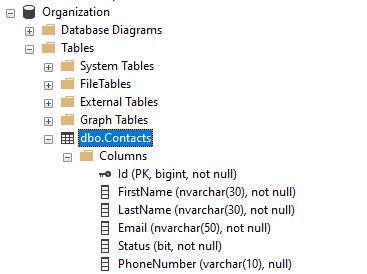 Organization
Database Diagrams
Tables
System Tables
FileTables
External Tables
Graph Tables
dbo.Contacts
Columns
Id (PK, bigint, not null)
FirstName (nvarchar(30), not null)
LastName (nvarchar(30), not null)
Email (nvarchar(50), not null)
Status (bit, not null)
PhoneNumber (varchar(10), null)